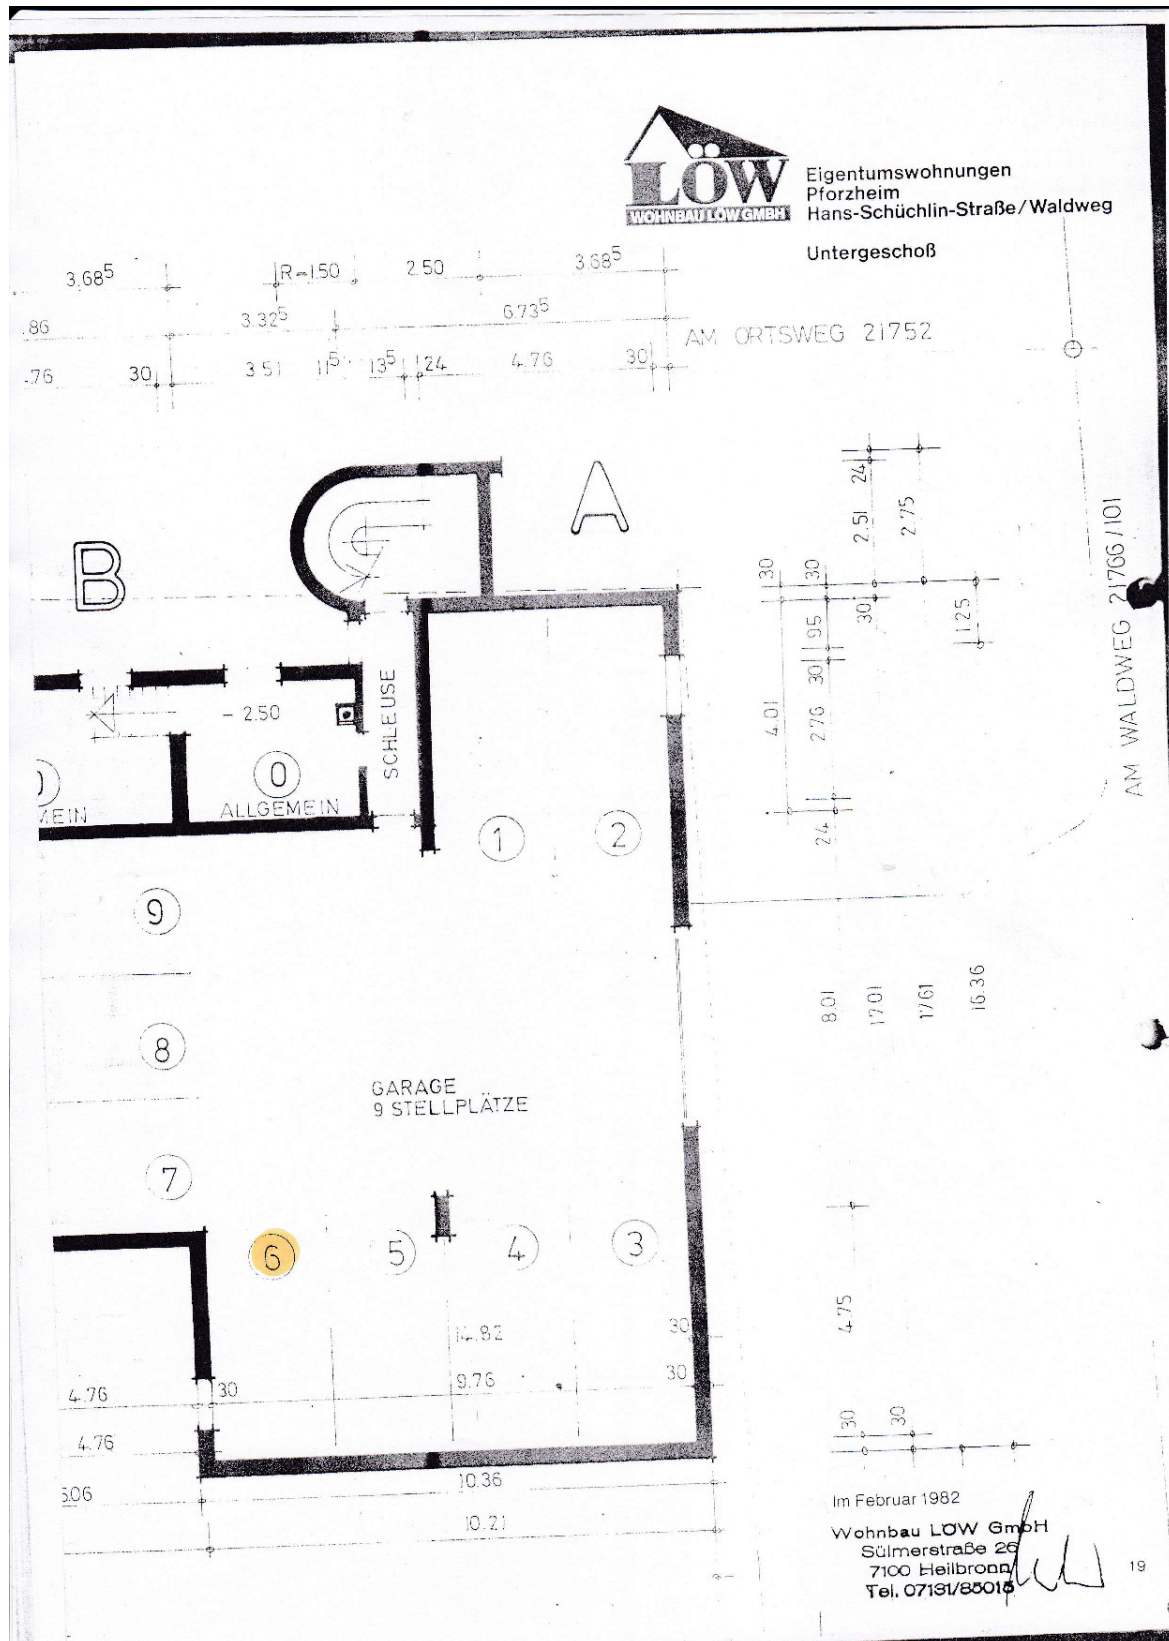 LÖW
WOHNBAU LÖW GMBH
Eigentumswohnungen
Pforzheim
Hans-Schüchlin-Straße/Waldweg
Untergeschoß
3.68⁵ R=1.50 2.50 3.68⁵
.86 3.32⁵ 6.73⁵
AM ORTSWEG 21752
.76 30 3.51 11⁵ 13⁵ 24 4.76 30
A
B
24
2.51 2.75
30 30
95 30 1.25
30
4.01 2.76
24
AM WALDWEG 21766/101
- 2.50
SCHLEUSE
0
ALLGEMEIN
MEIN
1 2
9
8
8.01 17.01 17.61 16.36
GARAGE
9 STELLPLÄTZE
7
6 5 4 3
4.75
14.82 30
4.76 30 9.76 30
4.76
30 30
10.36
10.21
Im Februar 1982
Wohnbau LÖW GmbH
Sülmerstraße 26
7100 Heilbronn
Tel. 07131/85015
19